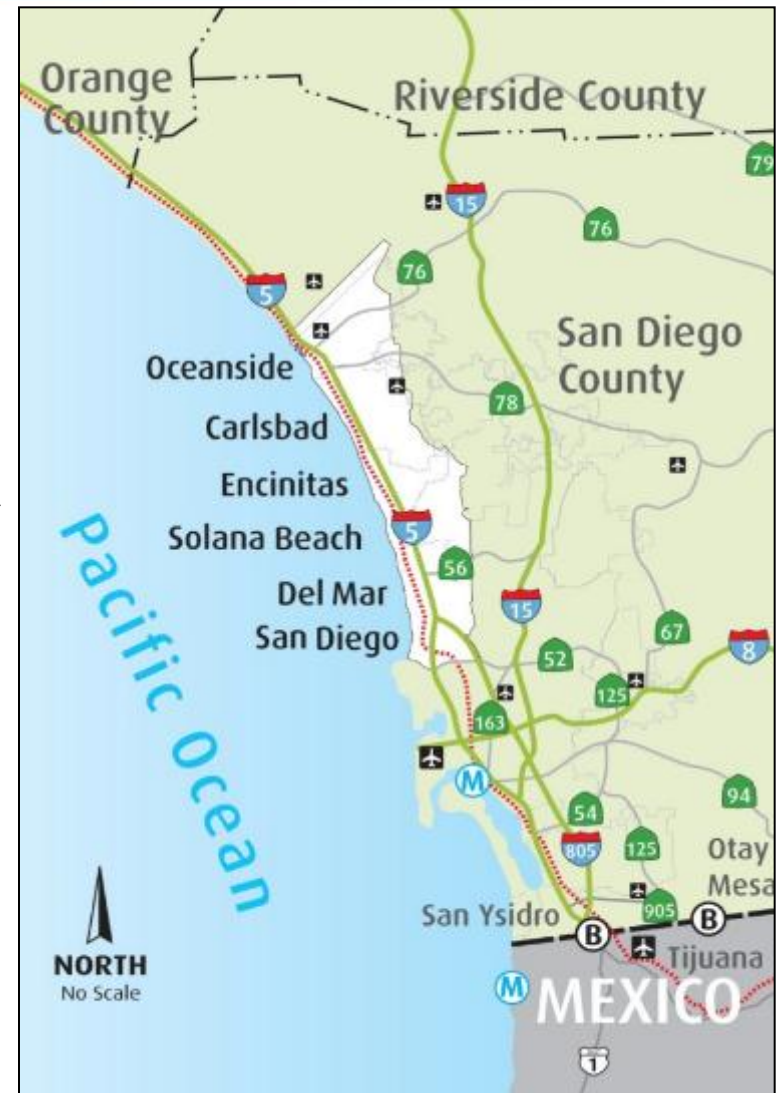 Orange
County
Riverside County
79
15
76
76
5
San Diego
County
Oceanside
78
Carlsbad
Encinitas
5
Solana Beach
56
Del Mar
15
San Diego
67
52
8
125
163
Pacific Ocean
M
94
54
805
125
Otay
Mesa
905
San Ysidro
B
B
NORTH
No Scale
Tijuana
M
MEXICO
1